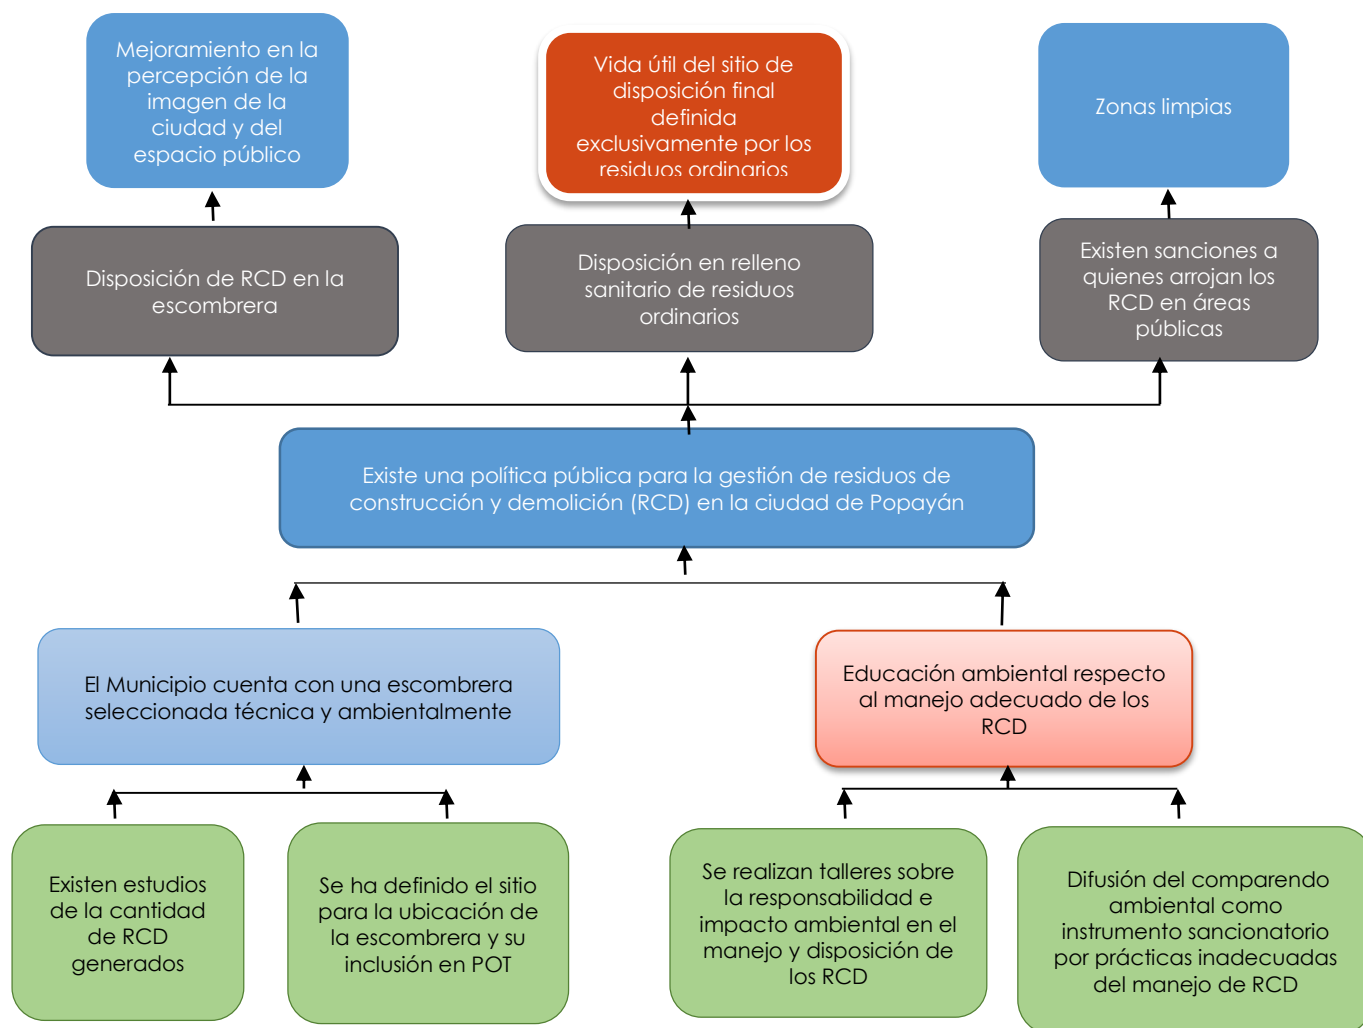 Mejoramiento en la
percepción de la
imagen de la
ciudad y del
espacio público
Vida útil del sitio de
disposición final
definida
exclusivamente por los
residuos ordinarios
Zonas limpias
Disposición de RCD en la
escombrera
Disposición en relleno
sanitario de residuos
ordinarios
Existen sanciones a
quienes arrojan los
RCD en áreas
públicas
Existe una política pública para la gestión de residuos de
construcción y demolición (RCD) en la ciudad de Popayán
El Municipio cuenta con una escombrera
seleccionada técnica y ambientalmente
Educación ambiental respecto
al manejo adecuado de los
RCD
Existen estudios
de la cantidad
de RCD
generados
Se ha definido el sitio
para la ubicación de
la escombrera y su
inclusión en POT
Se realizan talleres sobre
la responsabilidad e
impacto ambiental en el
manejo y disposición de
los RCD
Difusión del comparendo
ambiental como
instrumento sancionatorio
por prácticas inadecuadas
del manejo de RCD